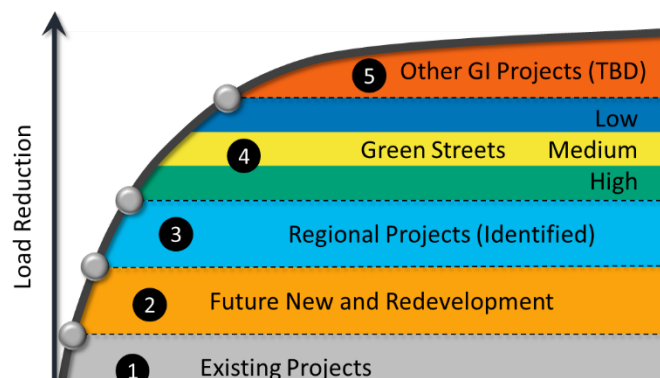 5 Other GI Projects (TBD)
Low
4 Green Streets Medium
High
3 Regional Projects (Identified)
2 Future New and Redevelopment
1 Existing Projects
Load Reduction